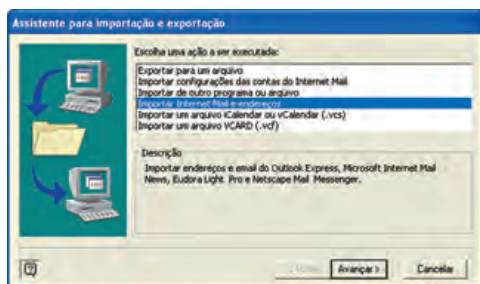 Assistente para importação e exportação
Escolha uma ação a ser executada:
Exportar para um arquivo
Importar configurações das contas do Internet Mail
Importar de outro programa ou arquivo
Importar Internet Mail e endereços
Importar um arquivo iCalendar ou vCalendar (.vcs)
Importar um arquivo VCARD (.vcf)
Descrição
Importar endereços e email do Outlook Express, Microsoft Internet Mail
News, Eudora Light Pro e Netscape Mail Messenger.
Avançar > Cancelar